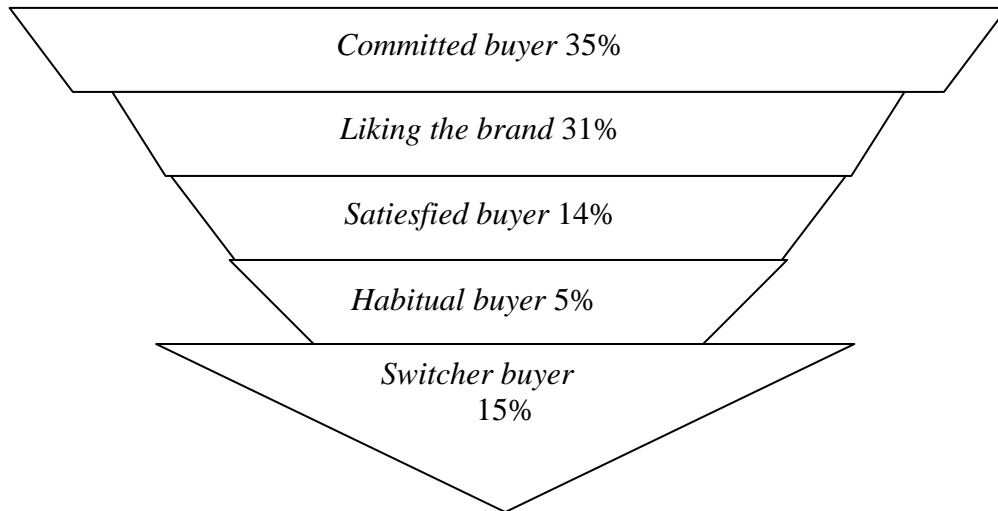 Committed buyer 35%
Liking the brand 31%
Satiesfied buyer 14%
Habitual buyer 5%
Switcher buyer
15%